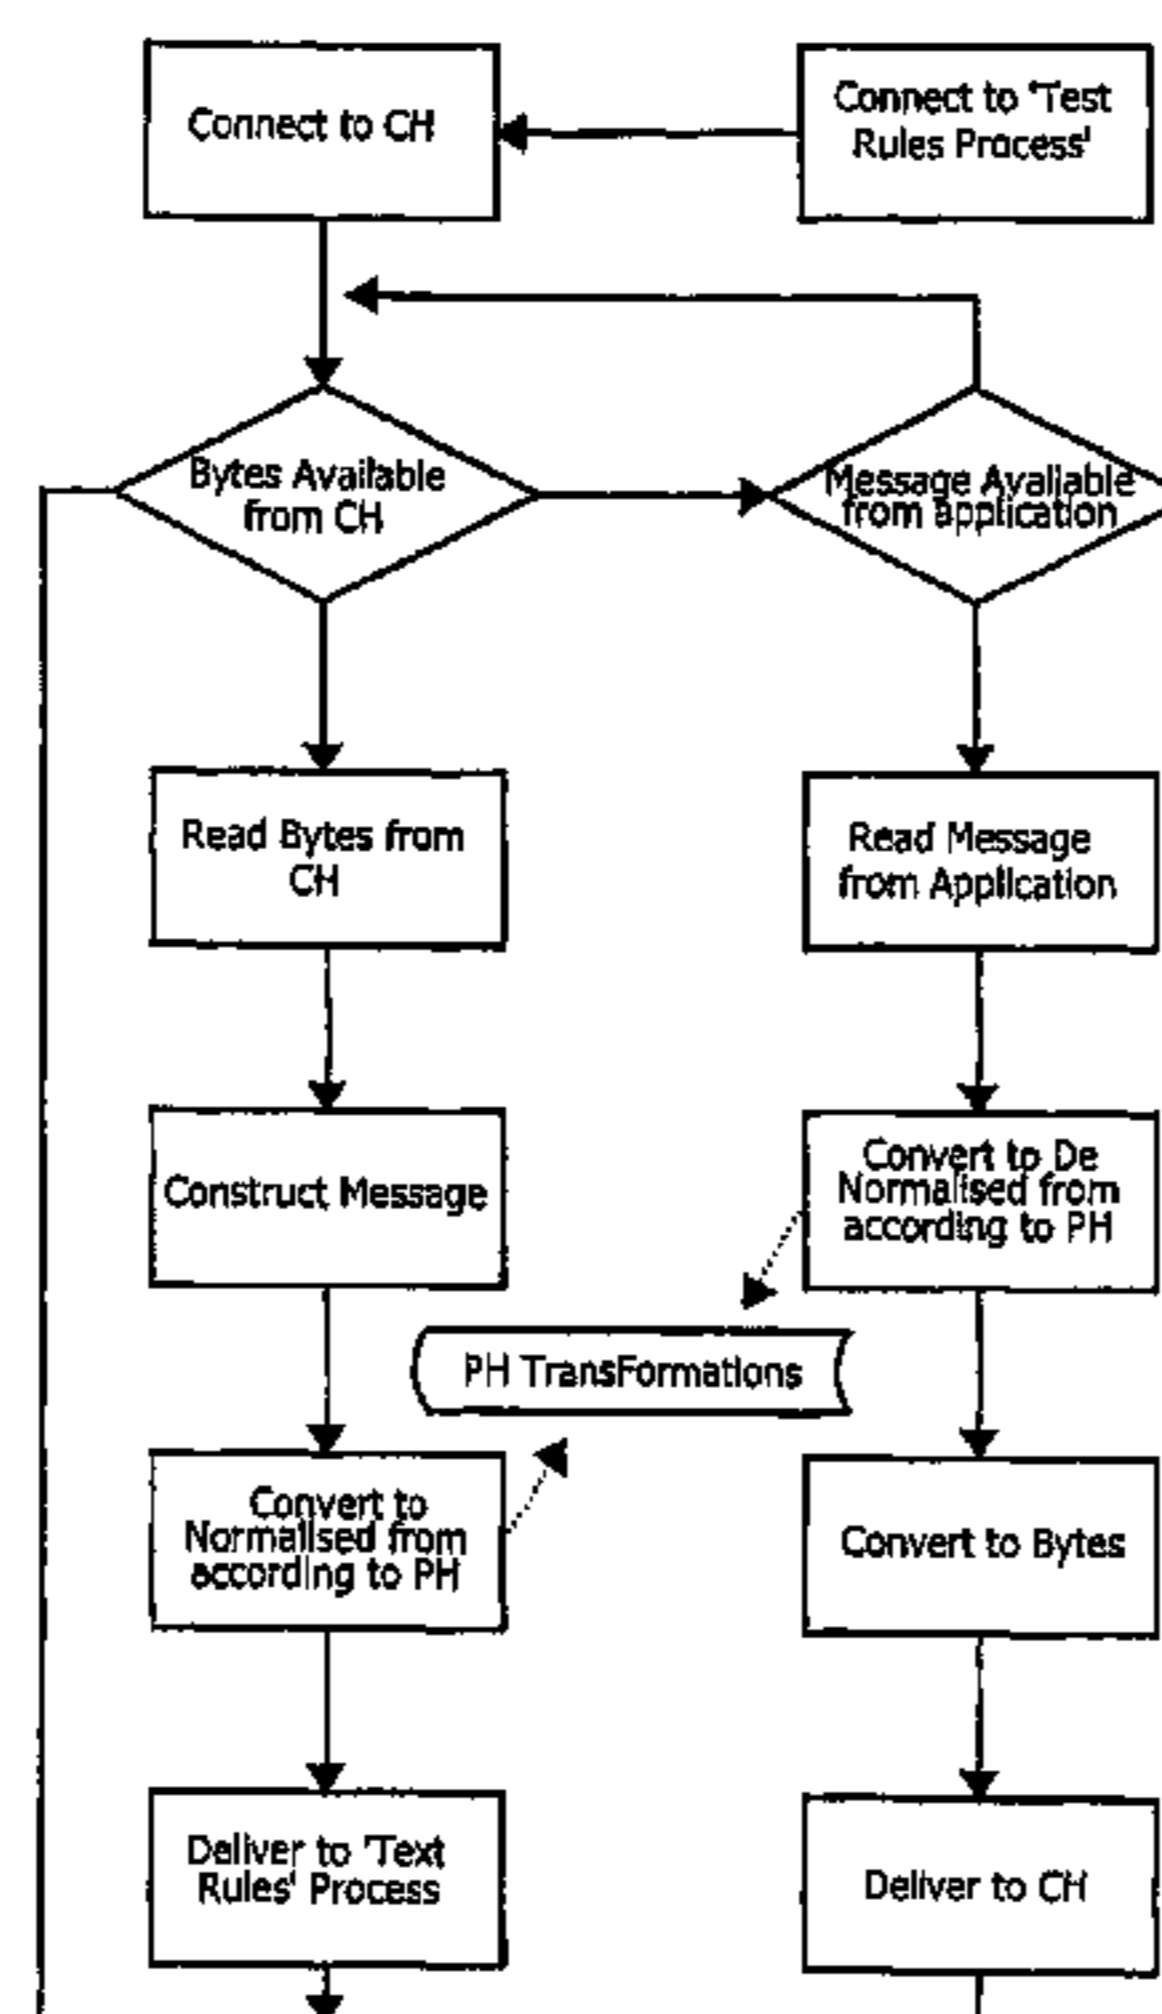 Connect to CH
Connect to 'Test
Rules Process'
Bytes Available
from CH
Message Available
from application
Read Bytes from
CH
Read Message
from Application
Construct Message
Convert to De
Normalised from
according to PH
PH TransFormations
Convert to
Normalised from
according to PH
Convert to Bytes
Deliver to 'Text
Rules' Process
Deliver to CH